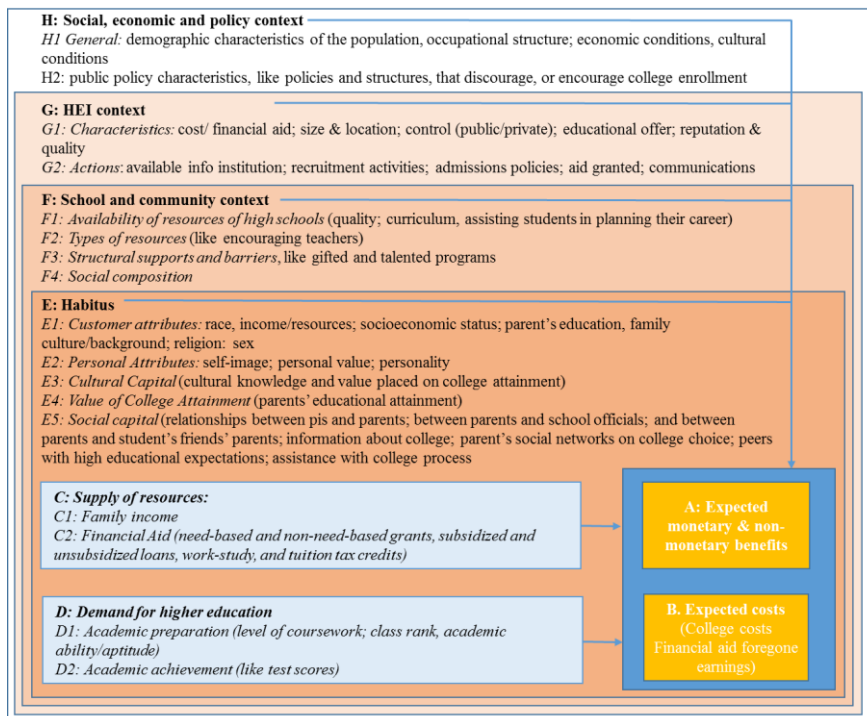 H: Social, economic and policy context
H1 General: demographic characteristics of the population, occupational structure; economic conditions, cultural
conditions
H2: public policy characteristics, like policies and structures, that discourage, or encourage college enrollment
G: HEI context
G1: Characteristics: cost/ financial aid; size & location; control (public/private); educational offer; reputation &
quality
G2: Actions: available info institution; recruitment activities; admissions policies; aid granted; communications
F: School and community context
F1: Availability of resources of high schools (quality; curriculum, assisting students in planning their career)
F2: Types of resources (like encouraging teachers)
F3: Structural supports and barriers, like gifted and talented programs
F4: Social composition
E: Habitus
E1: Customer attributes: race, income/resources; socioeconomic status; parent's education, family
culture/background; religion: sex
E2: Personal Attributes: self-image; personal value; personality
E3: Cultural Capital (cultural knowledge and value placed on college attainment)
E4: Value of College Attainment (parents' educational attainment)
E5: Social capital (relationships between pis and parents; between parents and school officials; and between
parents and student's friends' parents; information about college; parent's social networks on college choice; peers
with high educational expectations; assistance with college process
C: Supply of resources:
C1: Family income
C2: Financial Aid (need-based and non-need-based grants, subsidized and
unsubsidized loans, work-study, and tuition tax credits)
A: Expected
monetary & non-
monetary benefits
D: Demand for higher education
D1: Academic preparation (level of coursework; class rank, academic
ability/aptitude)
D2: Academic achievement (like test scores)
B. Expected costs
(College costs
Financial aid foregone
earnings)